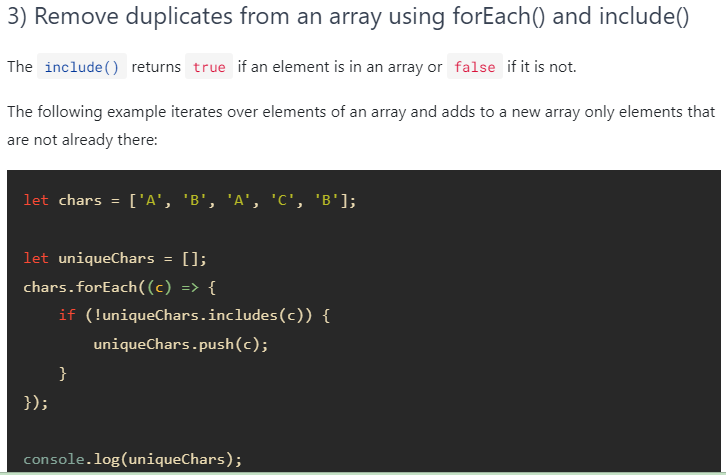 3) Remove duplicates from an array using forEach() and include()
The include() returns true if an element is in an array or false if it is not.
The following example iterates over elements of an array and adds to a new array only elements that
are not already there:
let chars = ['A', 'B', 'A', 'C', 'B'];
let uniqueChars = [];
chars.forEach((c) => {
    if (!uniqueChars.includes(c)) {
        uniqueChars.push(c);
    }
});
console.log(uniqueChars);